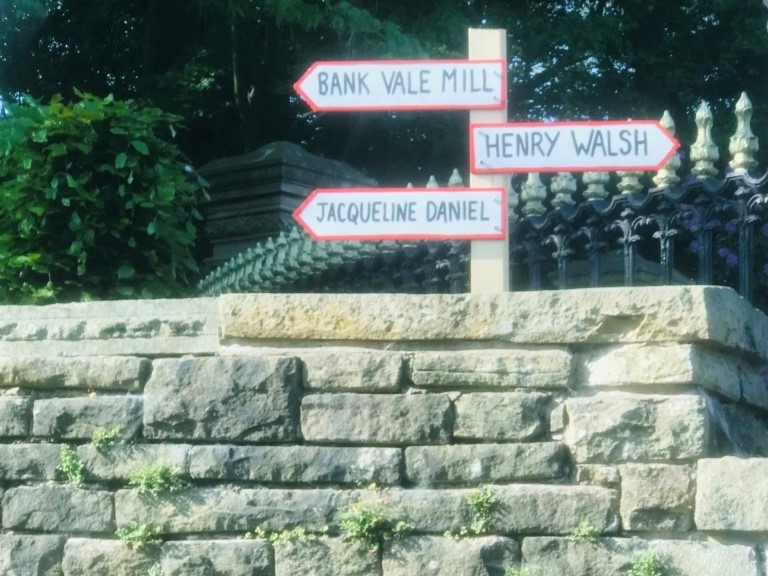 BANK VALE MILL
HENRY WALSH
JACQUELINE DANIEL